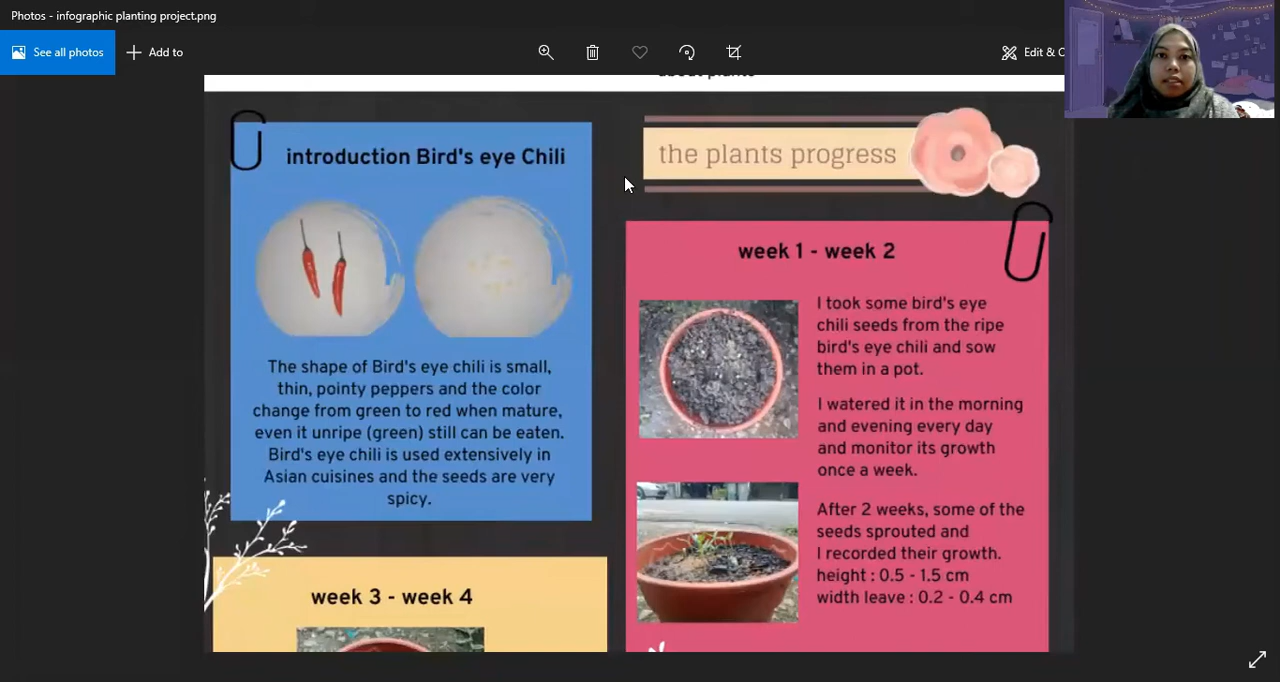 Photos - infographic planting project.png
See all photos
Add to
Edit & C
about plants
introduction Bird's eye Chili
The shape of Bird's eye chili is small,
thin, pointy peppers and the color
change from green to red when mature,
even it unripe (green) still can be eaten.
Bird's eye chili is used extensively in
Asian cuisines and the seeds are very
spicy.
week 3 - week 4
the plants progress
week 1 - week 2
I took some bird's eye
chili seeds from the ripe
bird's eye chili and sow
them in a pot.
I watered it in the morning
and evening every day
and monitor its growth
once a week.
After 2 weeks, some of the
seeds sprouted and
I recorded their growth.
height : 0.5 - 1.5 cm
width leave : 0.2 - 0.4 cm